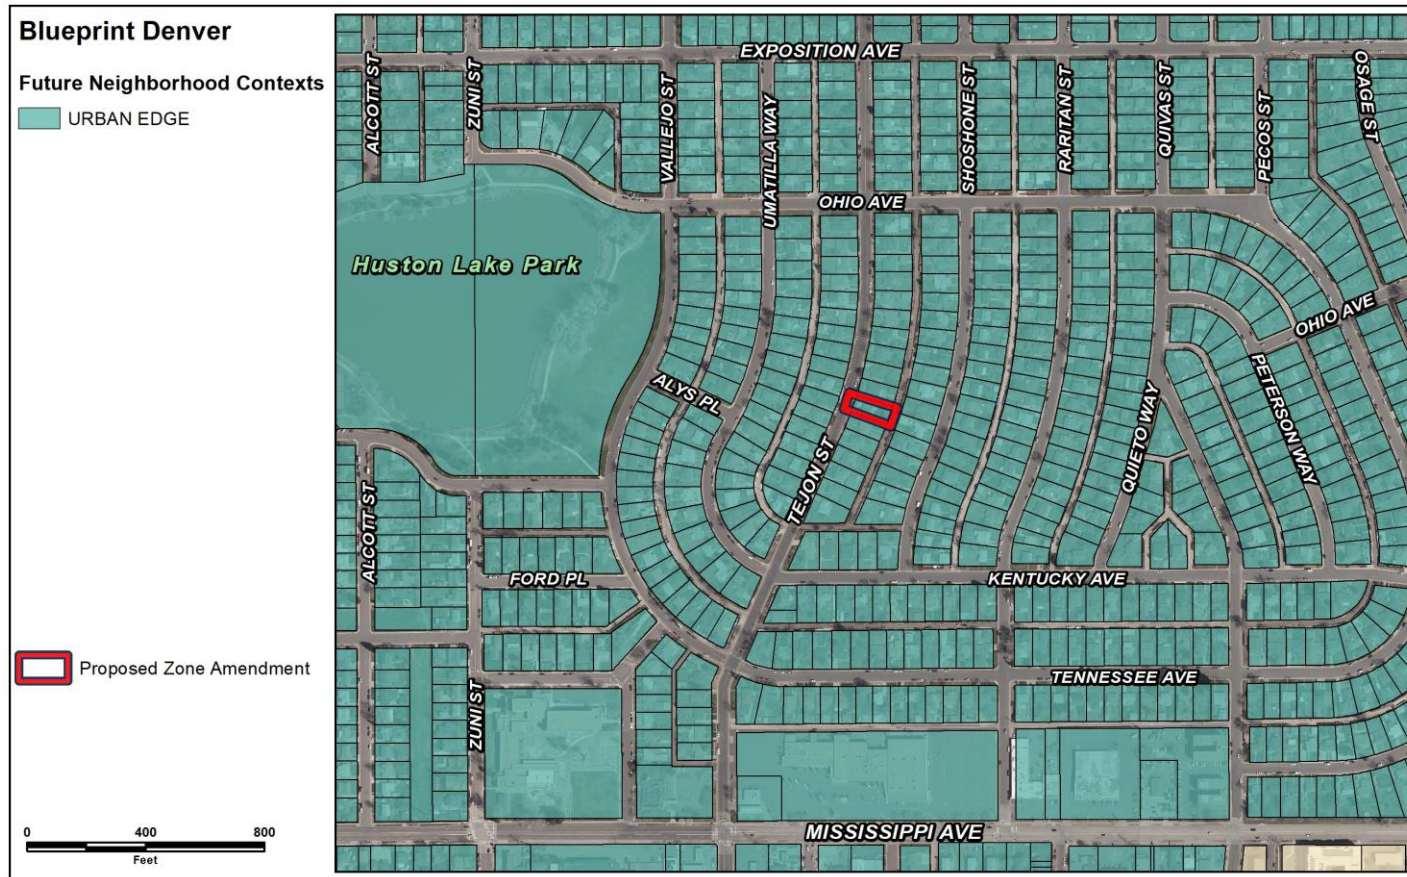 Blueprint Denver
Future Neighborhood Contexts
URBAN EDGE
Proposed Zone Amendment
0 400 800
Feet
EXPOSITION AVE
ALCOTT ST
ZUNI ST
VALLEJO ST
UMATILLA WAY
SHOSHONE ST
RARITAN ST
QUIVAS ST
PECOS ST
OSAGE ST
OHIO AVE
Huston Lake Park
OHIO AVE
ALYS PL
PETERSON WAY
QUIETO WAY
TEJON ST
ALCOTT ST
FORD PL
KENTUCKY AVE
TENNESSEE AVE
ZUNI ST
MISSISSIPPI AVE